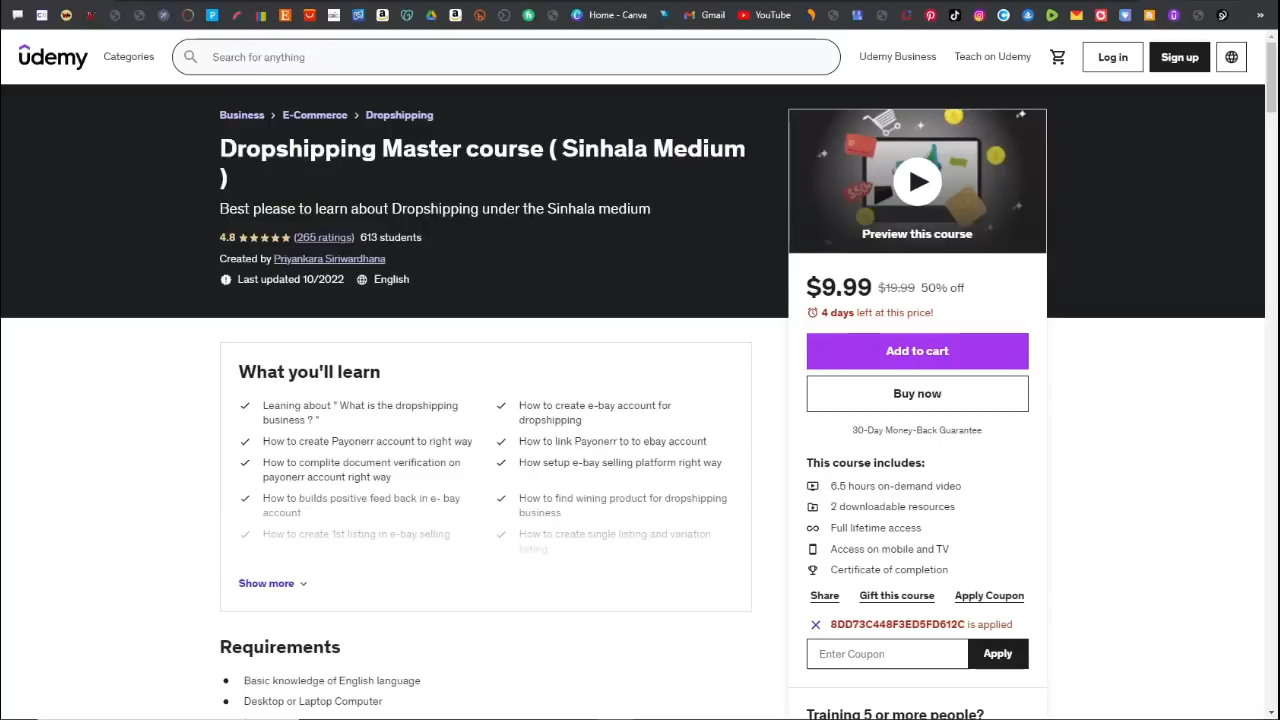 Home - Canva
Gmail
YouTube
»
ûdemy
Categories
Search for anything
Udemy Business
Teach on Udemy
Log in
Sign up
Business > E-Commerce > Dropshipping
Dropshipping Master course ( Sinhala Medium
)
Best please to learn about Dropshipping under the Sinhala medium
4.8 ★★★★★ (265 ratings) 613 students
Created by Priyankara Siriwardhana
Last updated 10/2022 English
Preview this course
$9.99 $19.99 50% off
4 days left at this price!
Add to cart
Buy now
30-Day Money-Back Guarantee
This course includes:
6.5 hours on-demand video
2 downloadable resources
Full lifetime access
Access on mobile and TV
Certificate of completion
Share Gift this course Apply Coupon
8DD73C448F3ED5FD612C is applied
Enter Coupon Apply
Training 5 or more people?
What you'll learn
Leaning about " What is the dropshipping
business ? "
How to create e-bay account for
dropshipping
How to create Payonerr account to right way
How to link Payonerr to to ebay account
How to complite document verification on
payonerr account right way
How setup e-bay selling platform right way
How to builds positive feed back in e- bay
account
How to find wining product for dropshipping
business
How to create 1st listing in e-bay selling
How to create single listing and variation
listing
Show more
Requirements
Basic knowledge of English language
Desktop or Laptop Computer